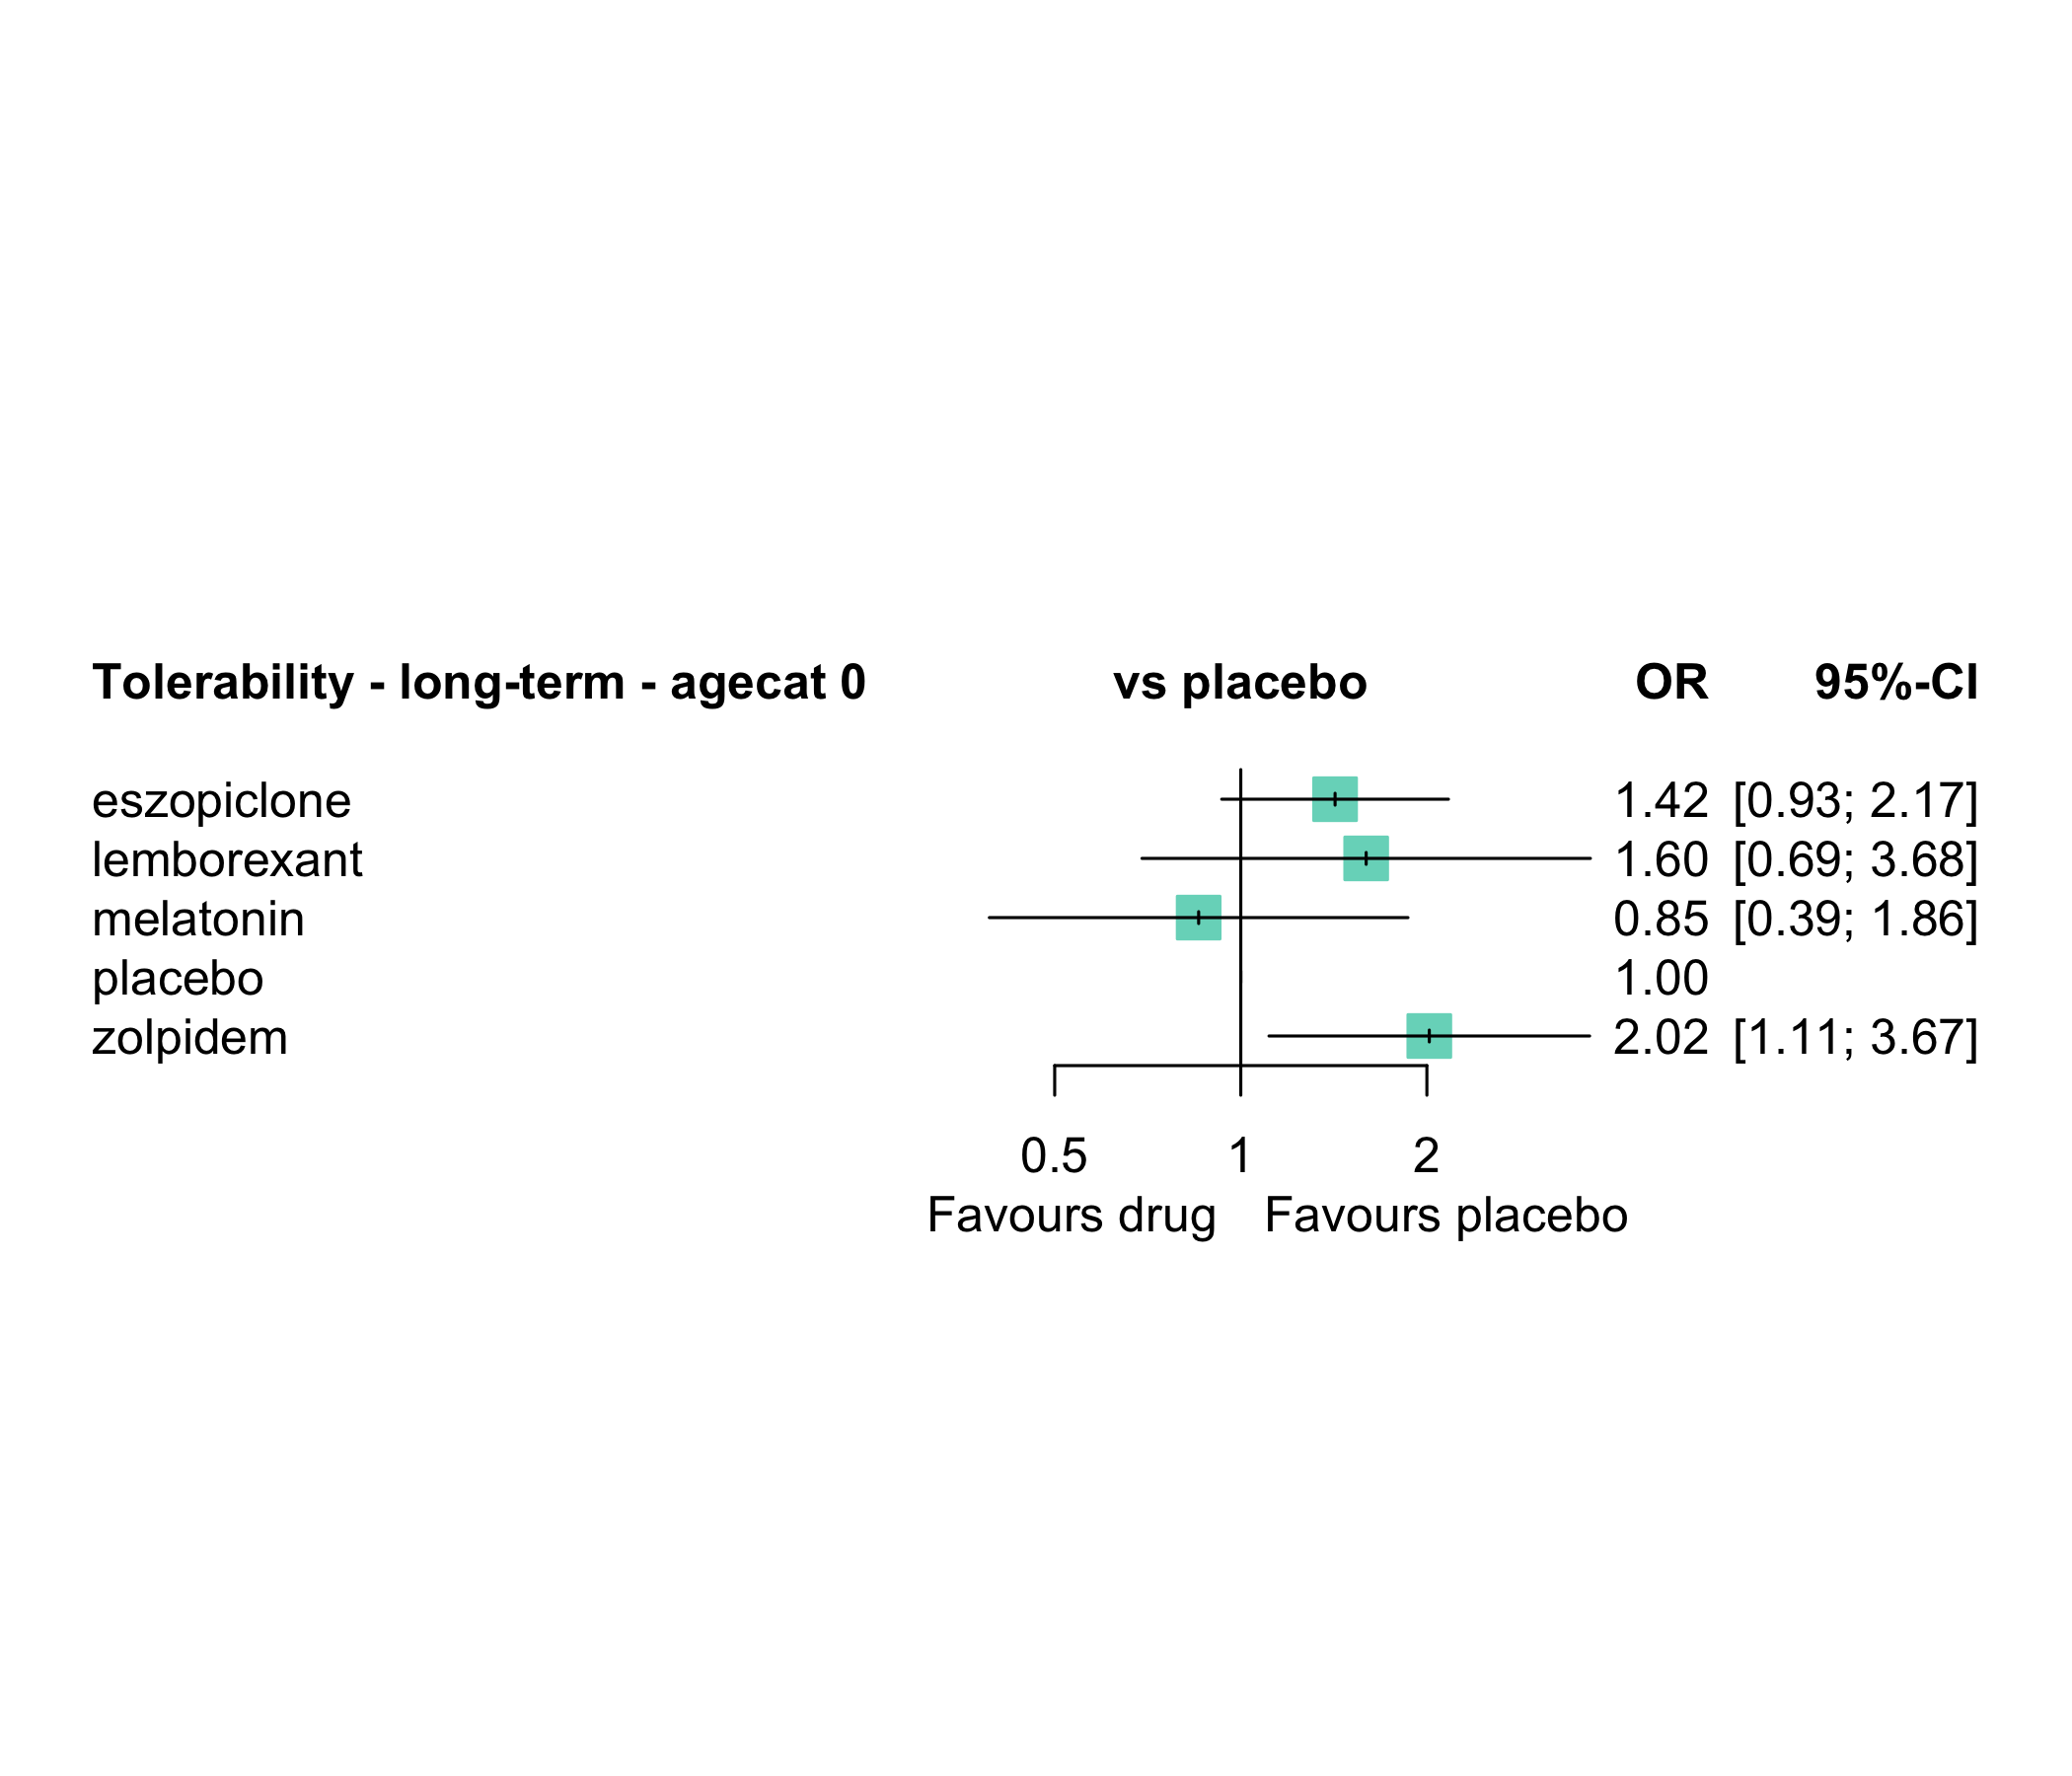 Tolerability - long-term - agecat 0 vs placebo OR 95%-CI
eszopiclone 1.42 [0.93; 2.17]
lemborexant 1.60 [0.69; 3.68]
melatonin 0.85 [0.39; 1.86]
placebo 1.00
zolpidem 2.02 [1.11; 3.67]
0.5 1 2
Favours drug Favours placebo